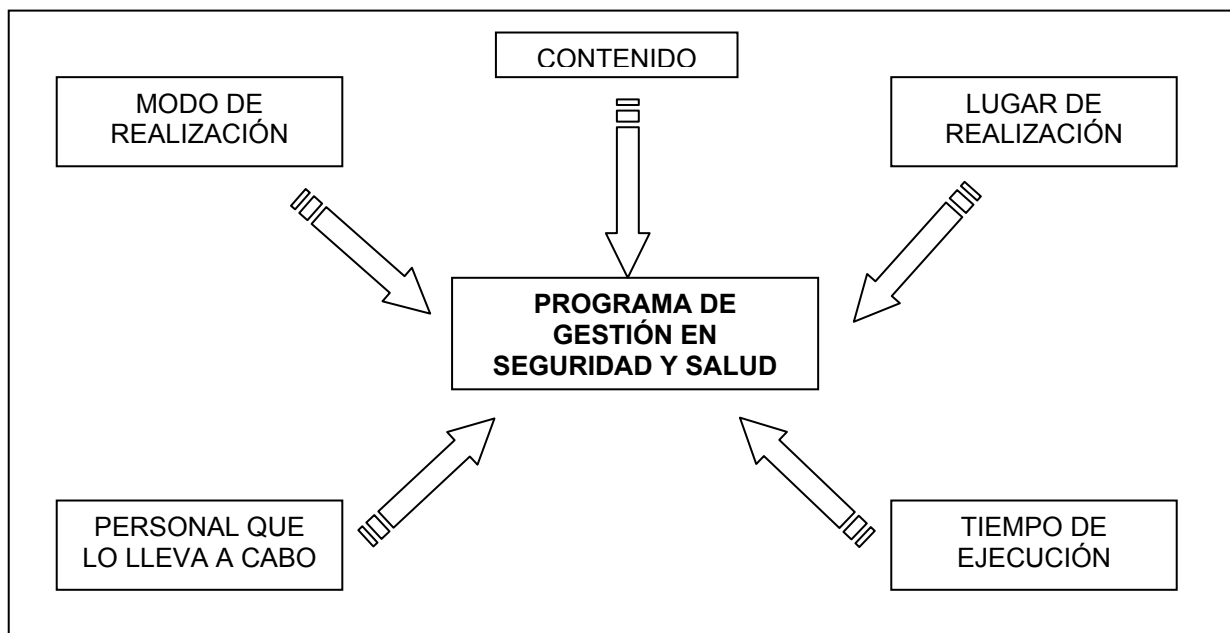 CONTENIDO
MODO DE
REALIZACIÓN
LUGAR DE
REALIZACIÓN
PROGRAMA DE
GESTIÓN EN
SEGURIDAD Y SALUD
PERSONAL QUE
LO LLEVA A CABO
TIEMPO DE
EJECUCIÓN